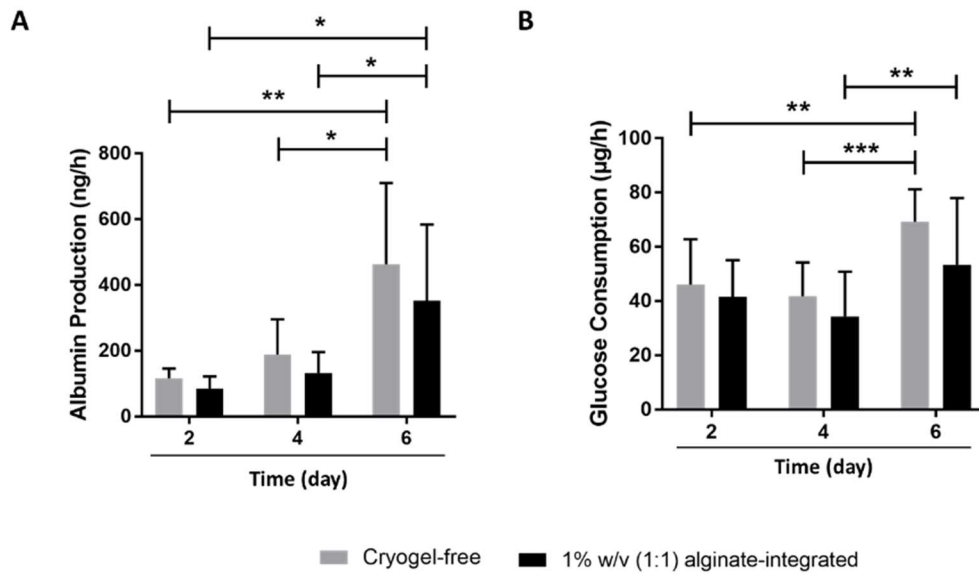 A
B
*
*
**
*
Albumin Production (ng/h)
800
600
400
200
0
2 4 6
Time (day)
**
**
***
Glucose Consumption (µg/h)
100
80
60
40
20
0
2 4 6
Time (day)
Cryogel-free 1% w/v (1:1) alginate-integrated